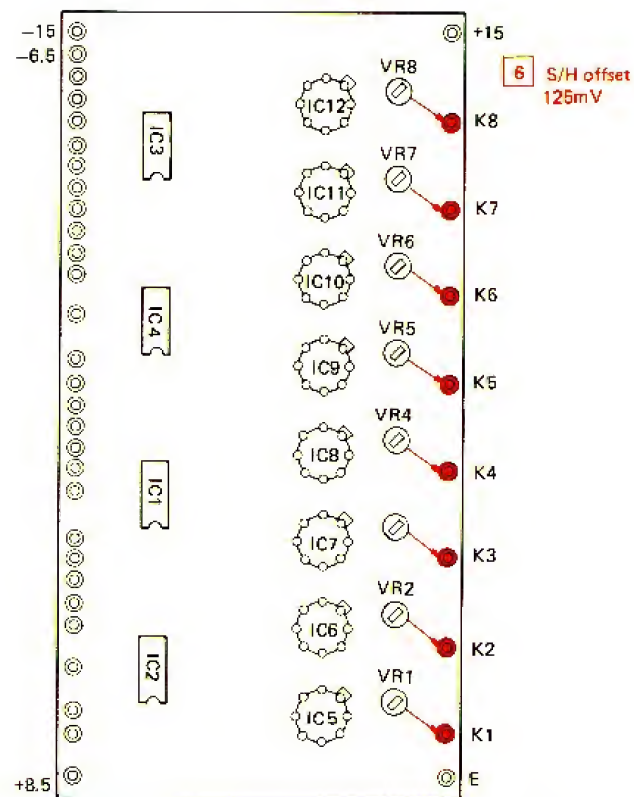 -15
+15
-6.5
6 S/H offset
125mV
VR8
IC12
K8
IC3
VR7
IC11
K7
VR6
IC10
K6
IC4
VR5
IC9
K5
VR4
IC8
K4
IC1
IC7
K3
VR2
IC6
K2
IC2
VR1
IC5
K1
+8.5
E